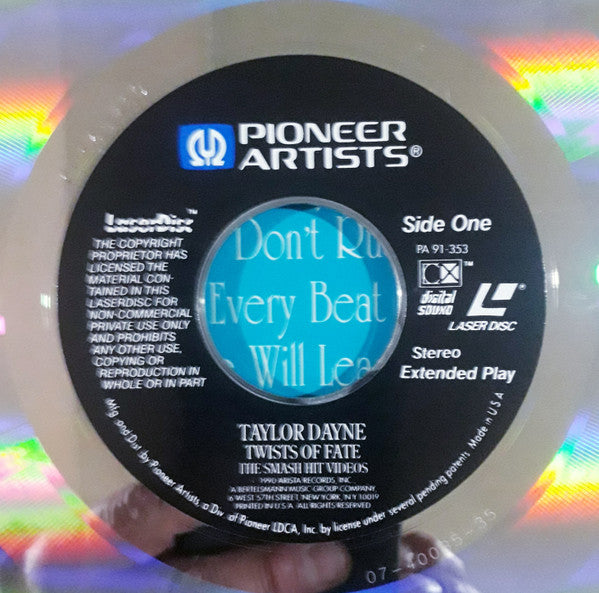 PIONEER
ARTISTS®
LaserDisc™
THE COPYRIGHT
PROPRIETOR HAS
LICENSED THE
MATERIAL CON-
TAINED IN THIS
LASERDISC FOR
NON-COMMERCIAL
PRIVATE USE ONLY
AND PROHIBITS
ANY OTHER USE,
COPYING OR
REPRODUCTION IN
WHOLE OR IN PART
Don't Ru
Every Beat
Will Lea
Side One
PA 91-353
CX™
digital
SOUND
LASER DISC
Stereo
Extended Play
TAYLOR DAYNE
TWISTS OF FATE
THE SMASH HIT VIDEOS
1990 ARISTA RECORDS, INC.
A BERTELSMANN MUSIC GROUP COMPANY
6 WEST 57TH STREET, NEW YORK, N.Y. 10019
PRINTED IN U.S.A. ALL RIGHTS RESERVED
Mfg and Dist by Pioneer Artists, a Div. of Pioneer LDCA, Inc. by license under several pending patents Made in U S A